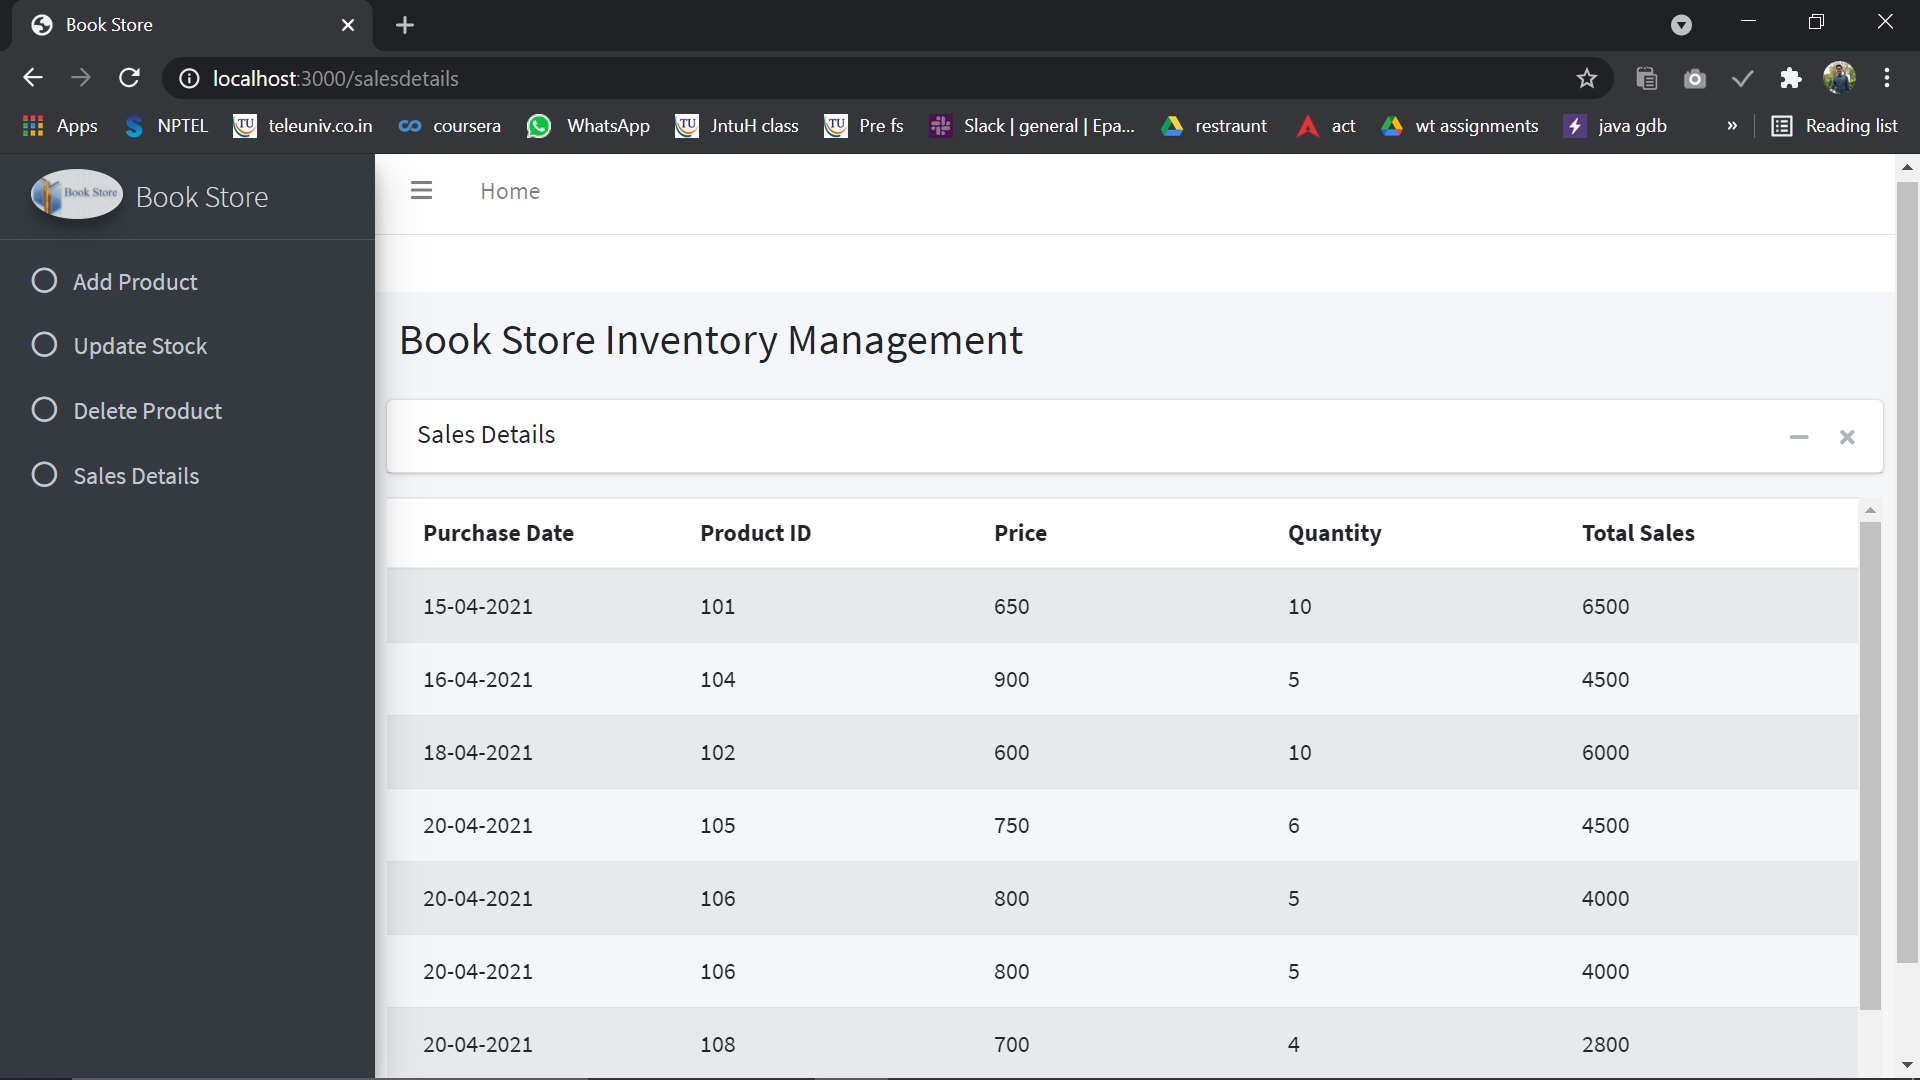 Book Store
localhost:3000/salesdetails
Apps NPTEL teleuniv.co.in coursera WhatsApp JntuH class Pre fs Slack | general | Epa... restraunt act wt assignments java gdb » Reading list
Book Store Book Store
Home
Add Product
Update Stock
Delete Product
Sales Details
Book Store Inventory Management
Sales Details
Purchase Date Product ID Price Quantity Total Sales
15-04-2021 101 650 10 6500
16-04-2021 104 900 5 4500
18-04-2021 102 600 10 6000
20-04-2021 105 750 6 4500
20-04-2021 106 800 5 4000
20-04-2021 106 800 5 4000
20-04-2021 108 700 4 2800